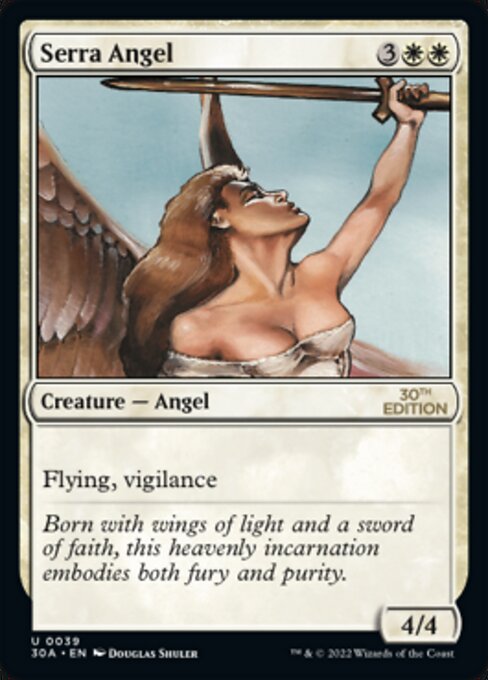 Serra Angel 3
Creature — Angel
30TH
EDITION
Flying, vigilance
Born with wings of light and a sword
of faith, this heavenly incarnation
embodies both fury and purity.
4/4
U 0039
30A • EN Douglas Shuler
™ & © 2022 Wizards of the Coast